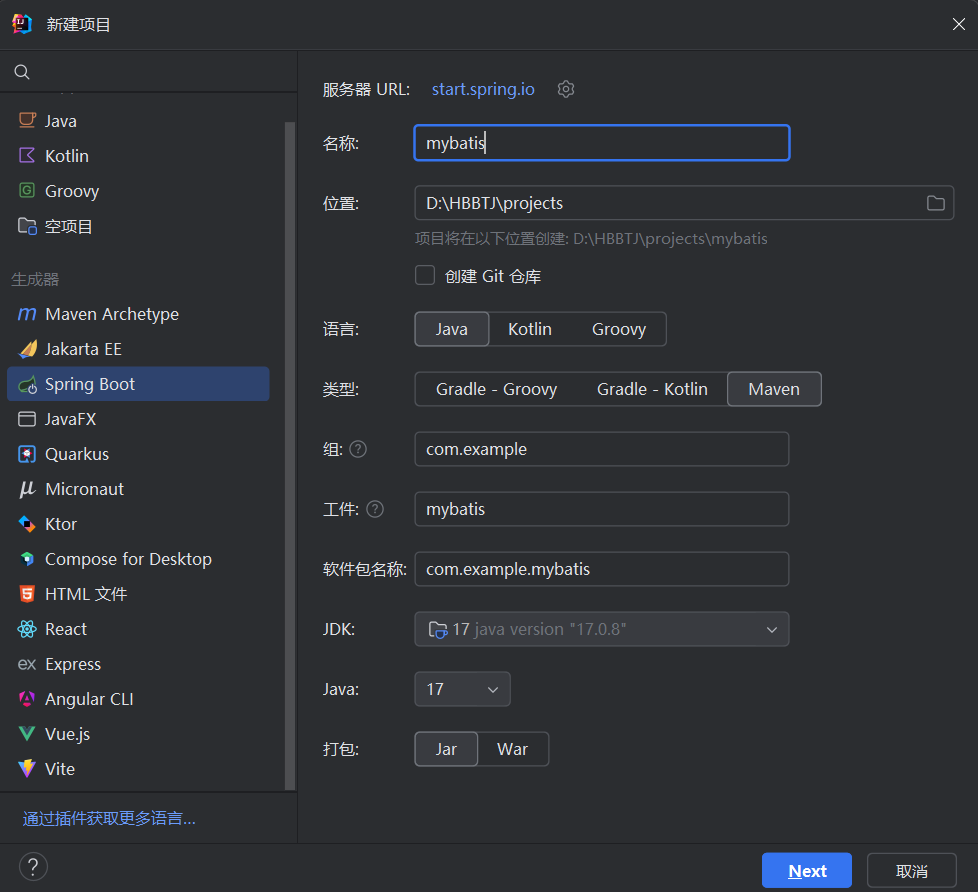 新建项目
Java
Kotlin
Groovy
空项目
生成器
Maven Archetype
Jakarta EE
Spring Boot
JavaFX
Quarkus
Micronaut
Ktor
Compose for Desktop
HTML 文件
React
Express
Angular CLI
Vue.js
Vite
通过插件获取更多语言...
服务器 URL: start.spring.io
名称: mybatis
位置: D:\HBBTJ\projects
项目将在以下位置创建: D:\HBBTJ\projects\mybatis
创建 Git 仓库
语言: Java Kotlin Groovy
类型: Gradle - Groovy Gradle - Kotlin Maven
组: ? com.example
工件: ? mybatis
软件包名称: com.example.mybatis
JDK: 17 java version "17.0.8"
Java: 17
打包: Jar War
? Next 取消